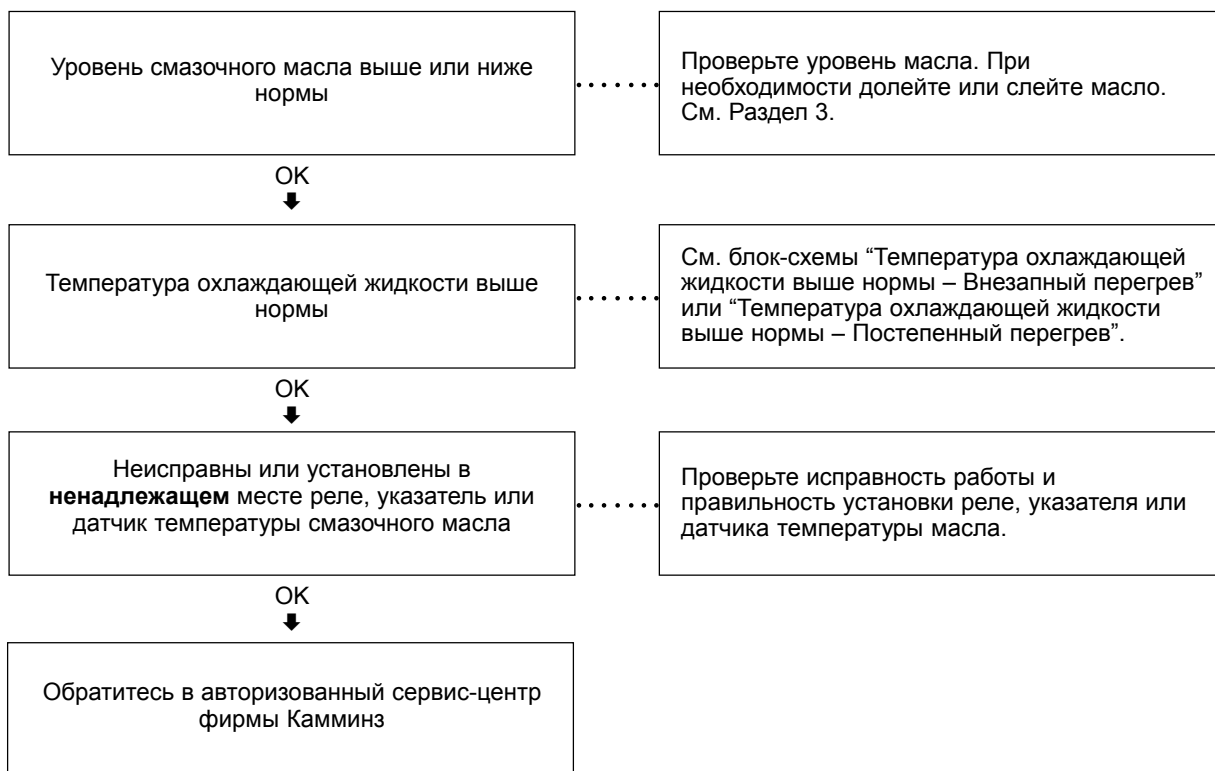 Уровень смазочного масла выше или ниже
нормы
Проверьте уровень масла. При
необходимости долейте или слейте масло.
См. Раздел 3.
OK
Температура охлаждающей жидкости выше
нормы
См. блок-схемы “Температура охлаждающей
жидкости выше нормы – Внезапный перегрев”
или “Температура охлаждающей жидкости
выше нормы – Постепенный перегрев”.
OK
Неисправны или установлены в
ненадлежащем месте реле, указатель или
датчик температуры смазочного масла
Проверьте исправность работы и
правильность установки реле, указателя или
датчика температуры масла.
OK
Обратитесь в авторизованный сервис-центр
фирмы Камминз